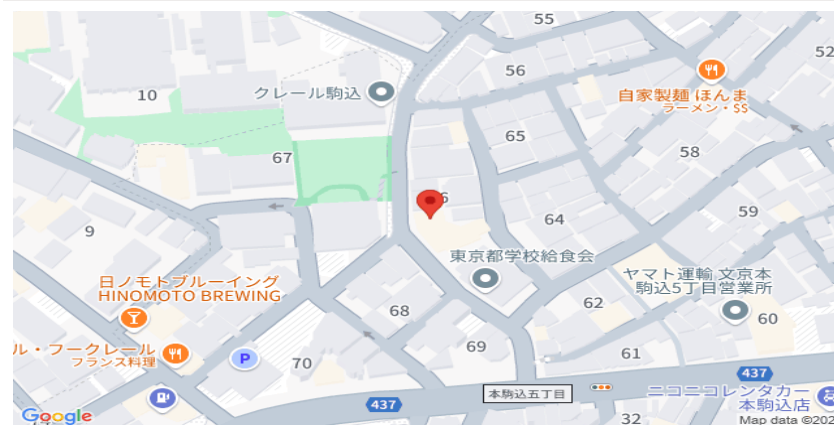 55
52
56
10
クレール駒込
自家製麺 ほんま
ラーメン・$$
65
58
67
6
59
9
64
東京都学校給食会
日ノモトブルーイング
HINOMOTO BREWING
ヤマト運輸 文京本
駒込5丁目営業所
68
62
60
ル・フークレール
フランス料理
P
70
69
61
437
437
本駒込五丁目
ニコニコレンタカー
本駒込店
32
Google
Map data ©202